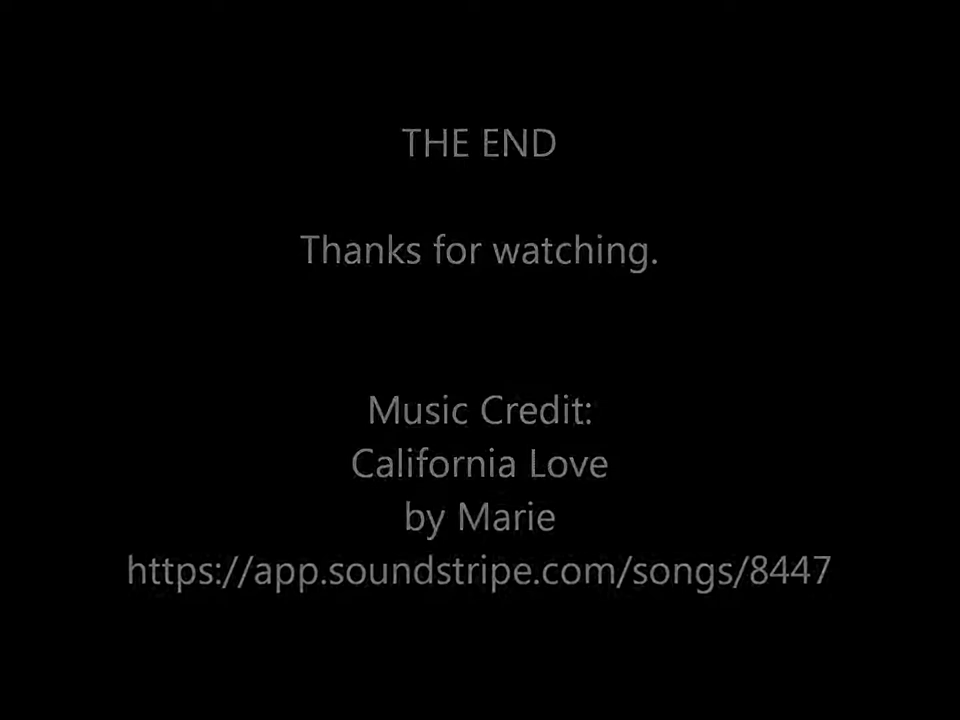 THE END
Thanks for watching.
Music Credit:
California Love
by Marie
https://app.soundstripe.com/songs/8447